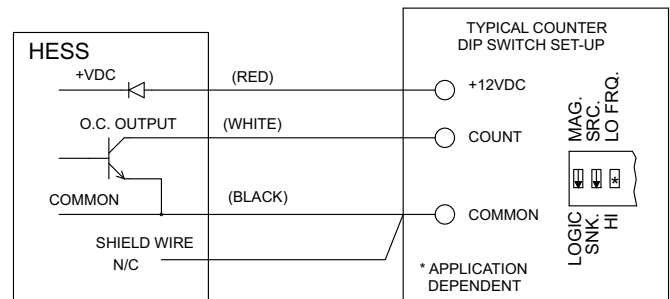 HESS
+VDC
(RED)
O.C. OUTPUT
(WHITE)
COMMON
(BLACK)
SHIELD WIRE
N/C
TYPICAL COUNTER
DIP SWITCH SET-UP
+12VDC
COUNT
COMMON
MAG.
SRC.
LO FRQ.
*
LOGIC
SNK.
HI
* APPLICATION
DEPENDENT